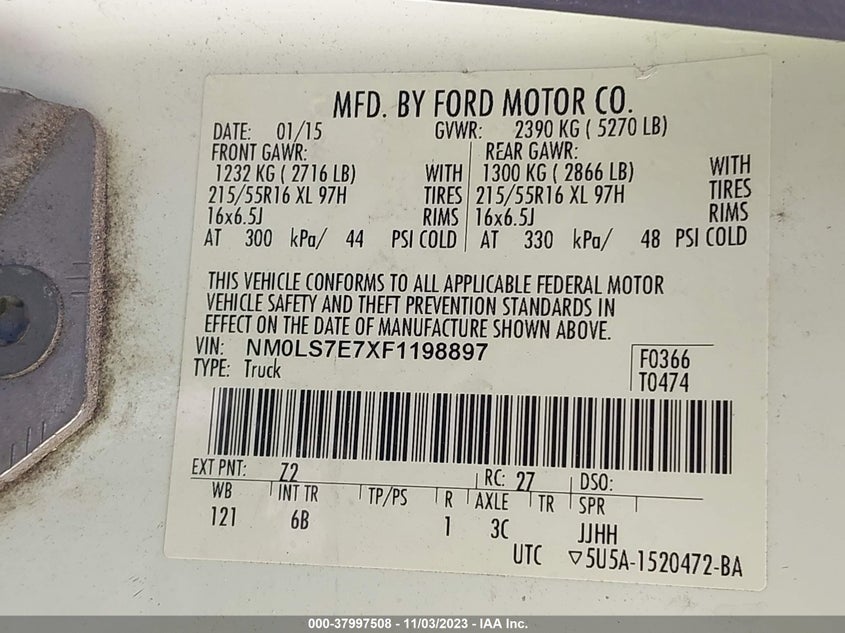 MFD. BY FORD MOTOR CO.
DATE: 01/15 GVWR: 2390 KG ( 5270 LB)
FRONT GAWR: REAR GAWR:
1232 KG ( 2716 LB) WITH 1300 KG ( 2866 LB) WITH
215/55R16 XL 97H TIRES 215/55R16 XL 97H TIRES
16x6.5J RIMS 16x6.5J RIMS
AT 300 kPa/ 44 PSI COLD AT 330 kPa/ 48 PSI COLD
THIS VEHICLE CONFORMS TO ALL APPLICABLE FEDERAL MOTOR
VEHICLE SAFETY AND THEFT PREVENTION STANDARDS IN
EFFECT ON THE DATE OF MANUFACTURE SHOWN ABOVE.
VIN: NM0LS7E7XF1198897
TYPE: Truck
F0366
T0474
EXT PNT: Z2 RC: 27 DSO:
WB INT TR TP/PS R AXLE TR SPR
121 6B 1 3C JJHH
UTC ▽5U5A-1520472-BA
000-37997508 - 11/03/2023 - IAA Inc.